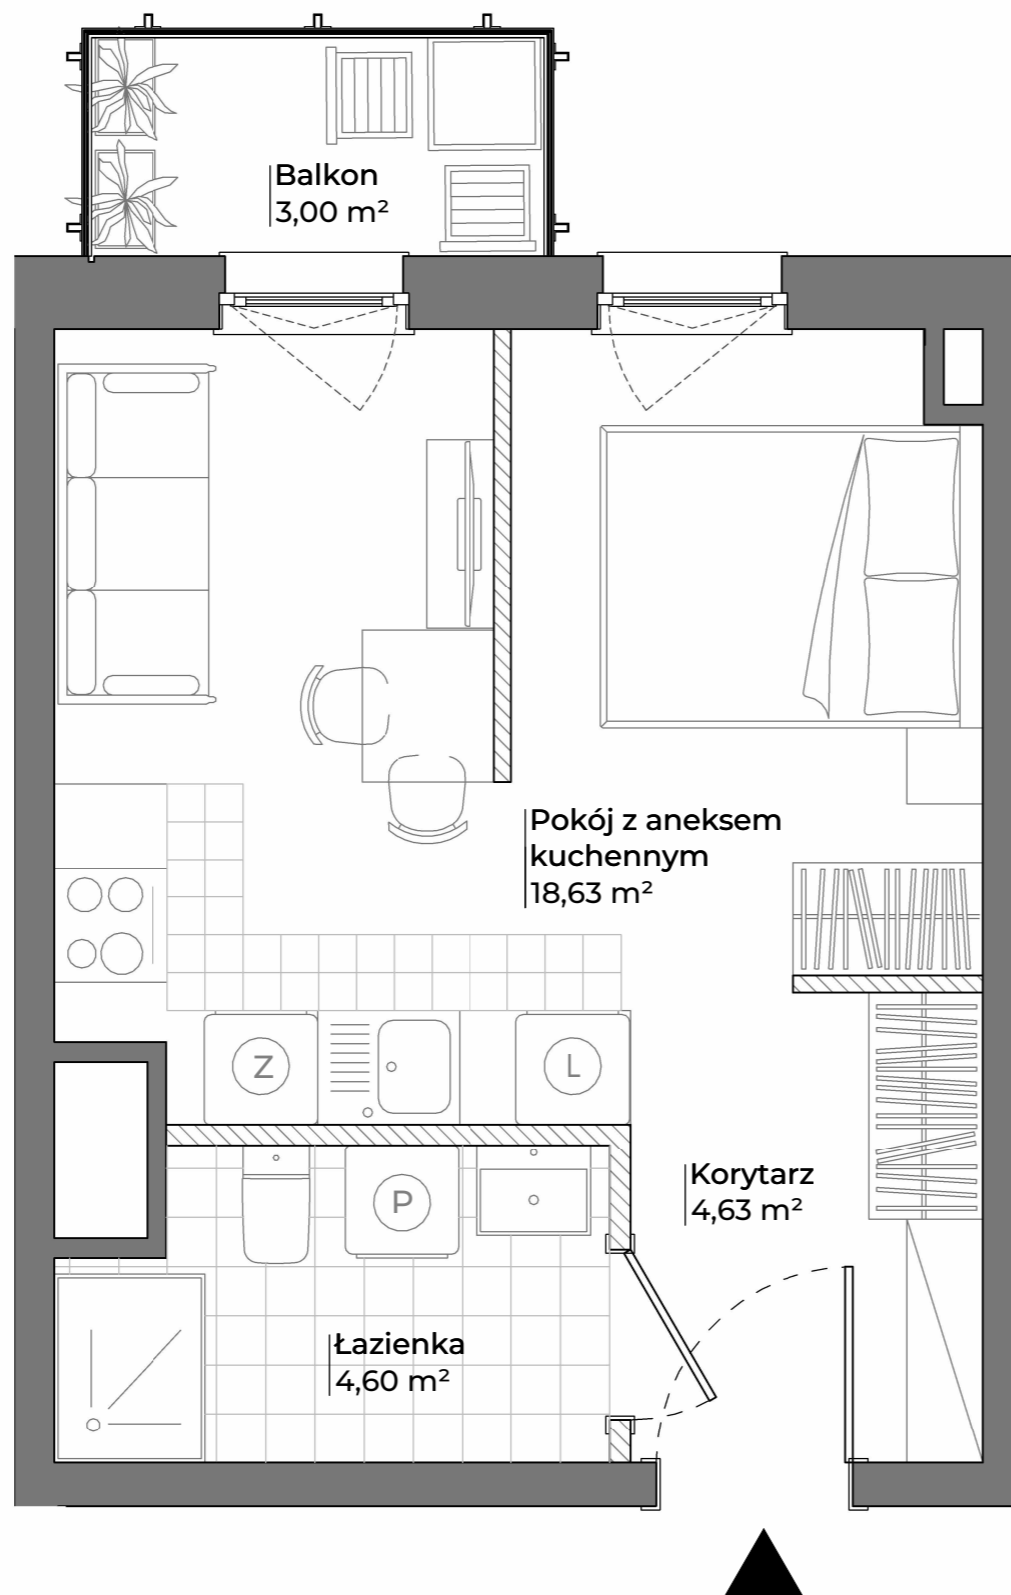 Balkon
3,00 m²
Pokój z aneksem
kuchennym
18,63 m²
Z
L
Korytarz
4,63 m²
P
Łazienka
4,60 m²